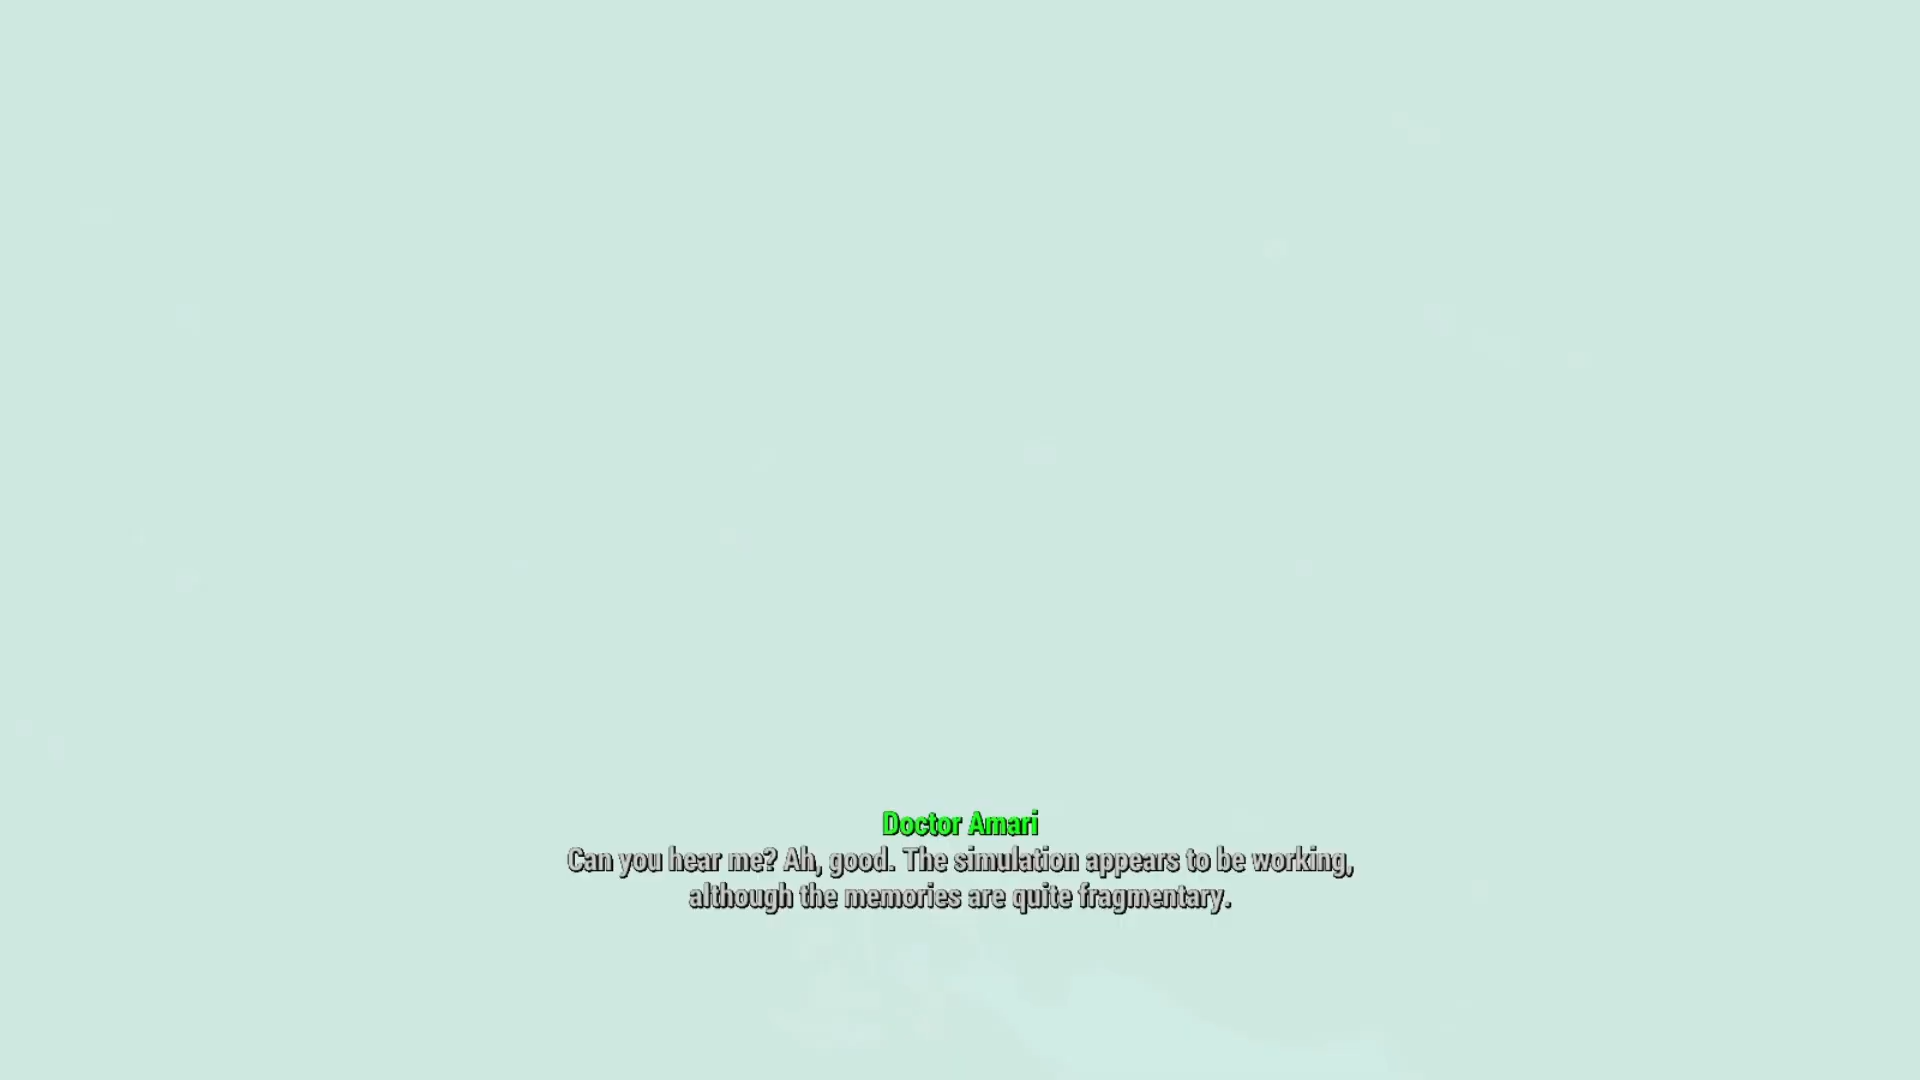 Doctor Amari
Can you hear me? Ah, good. The simulation appears to be working,
although the memories are quite fragmentary.